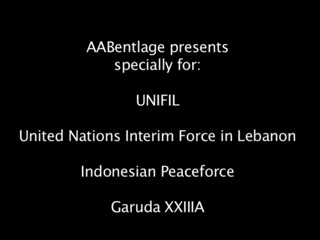 AABentlage presents
specially for:
UNIFIL
United Nations Interim Force in Lebanon
Indonesian Peaceforce
Garuda XXIIIA